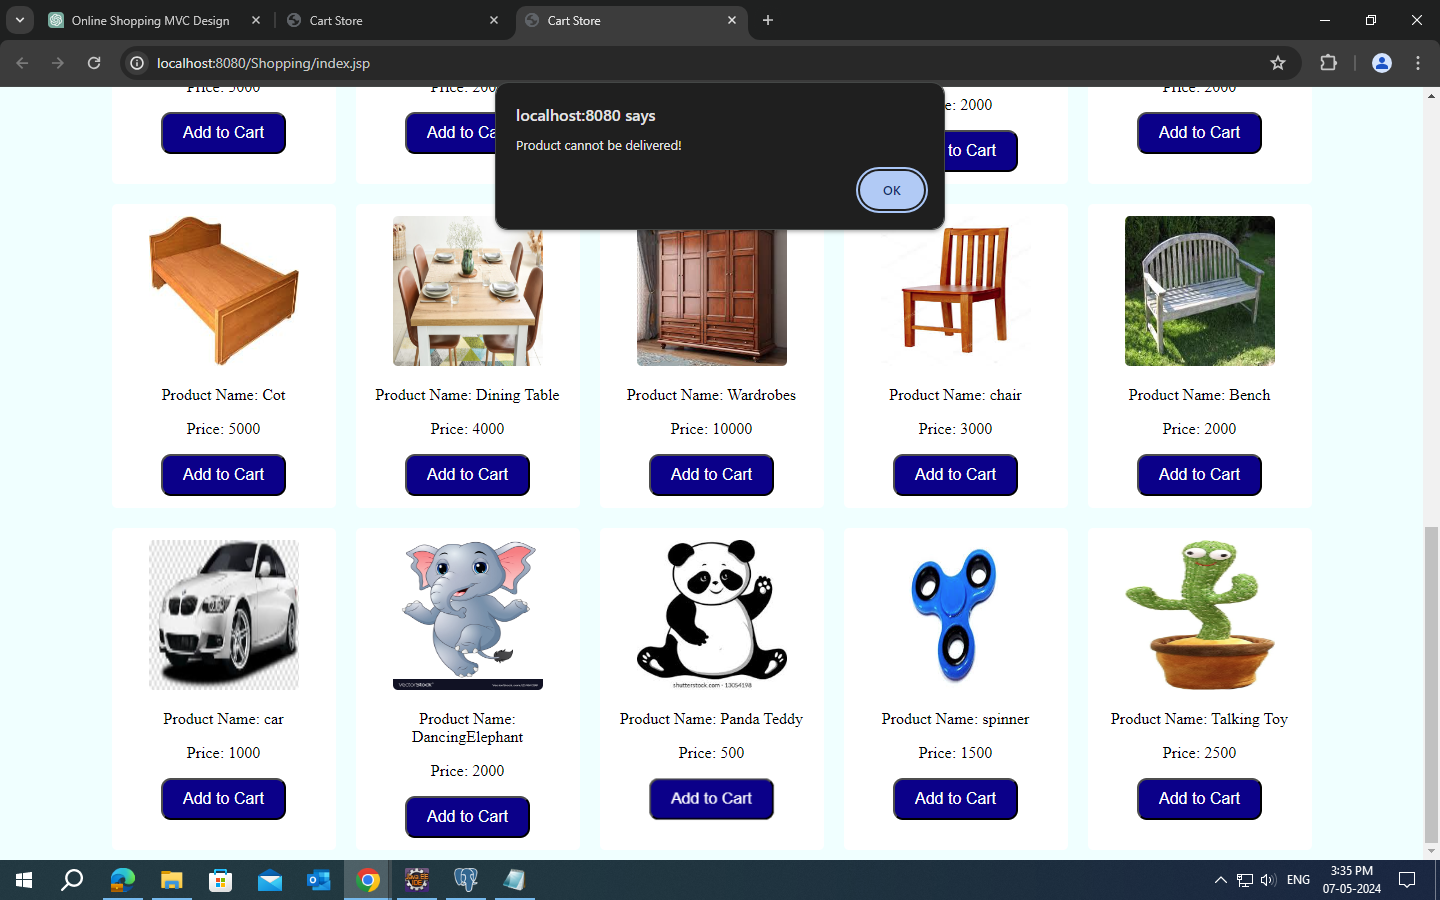 Online Shopping MVC Design
Cart Store
Cart Store
localhost:8080/Shopping/index.jsp
Price: 5000
Price: 2000
e: 2000
Price: 2000
Add to Cart
Add to Ca
to Cart
Add to Cart
localhost:8080 says
Product cannot be delivered!
OK
Product Name: Cot
Product Name: Dining Table
Product Name: Wardrobes
Product Name: chair
Product Name: Bench
Price: 5000
Price: 4000
Price: 10000
Price: 3000
Price: 2000
Add to Cart
Add to Cart
Add to Cart
Add to Cart
Add to Cart
VectorStock
shutterstock.com · 13054198
Product Name: car
Product Name:
DancingElephant
Product Name: Panda Teddy
Product Name: spinner
Product Name: Talking Toy
Price: 1000
Price: 2000
Price: 500
Price: 1500
Price: 2500
Add to Cart
Add to Cart
Add to Cart
Add to Cart
Add to Cart
ENG
3:35 PM
07-05-2024